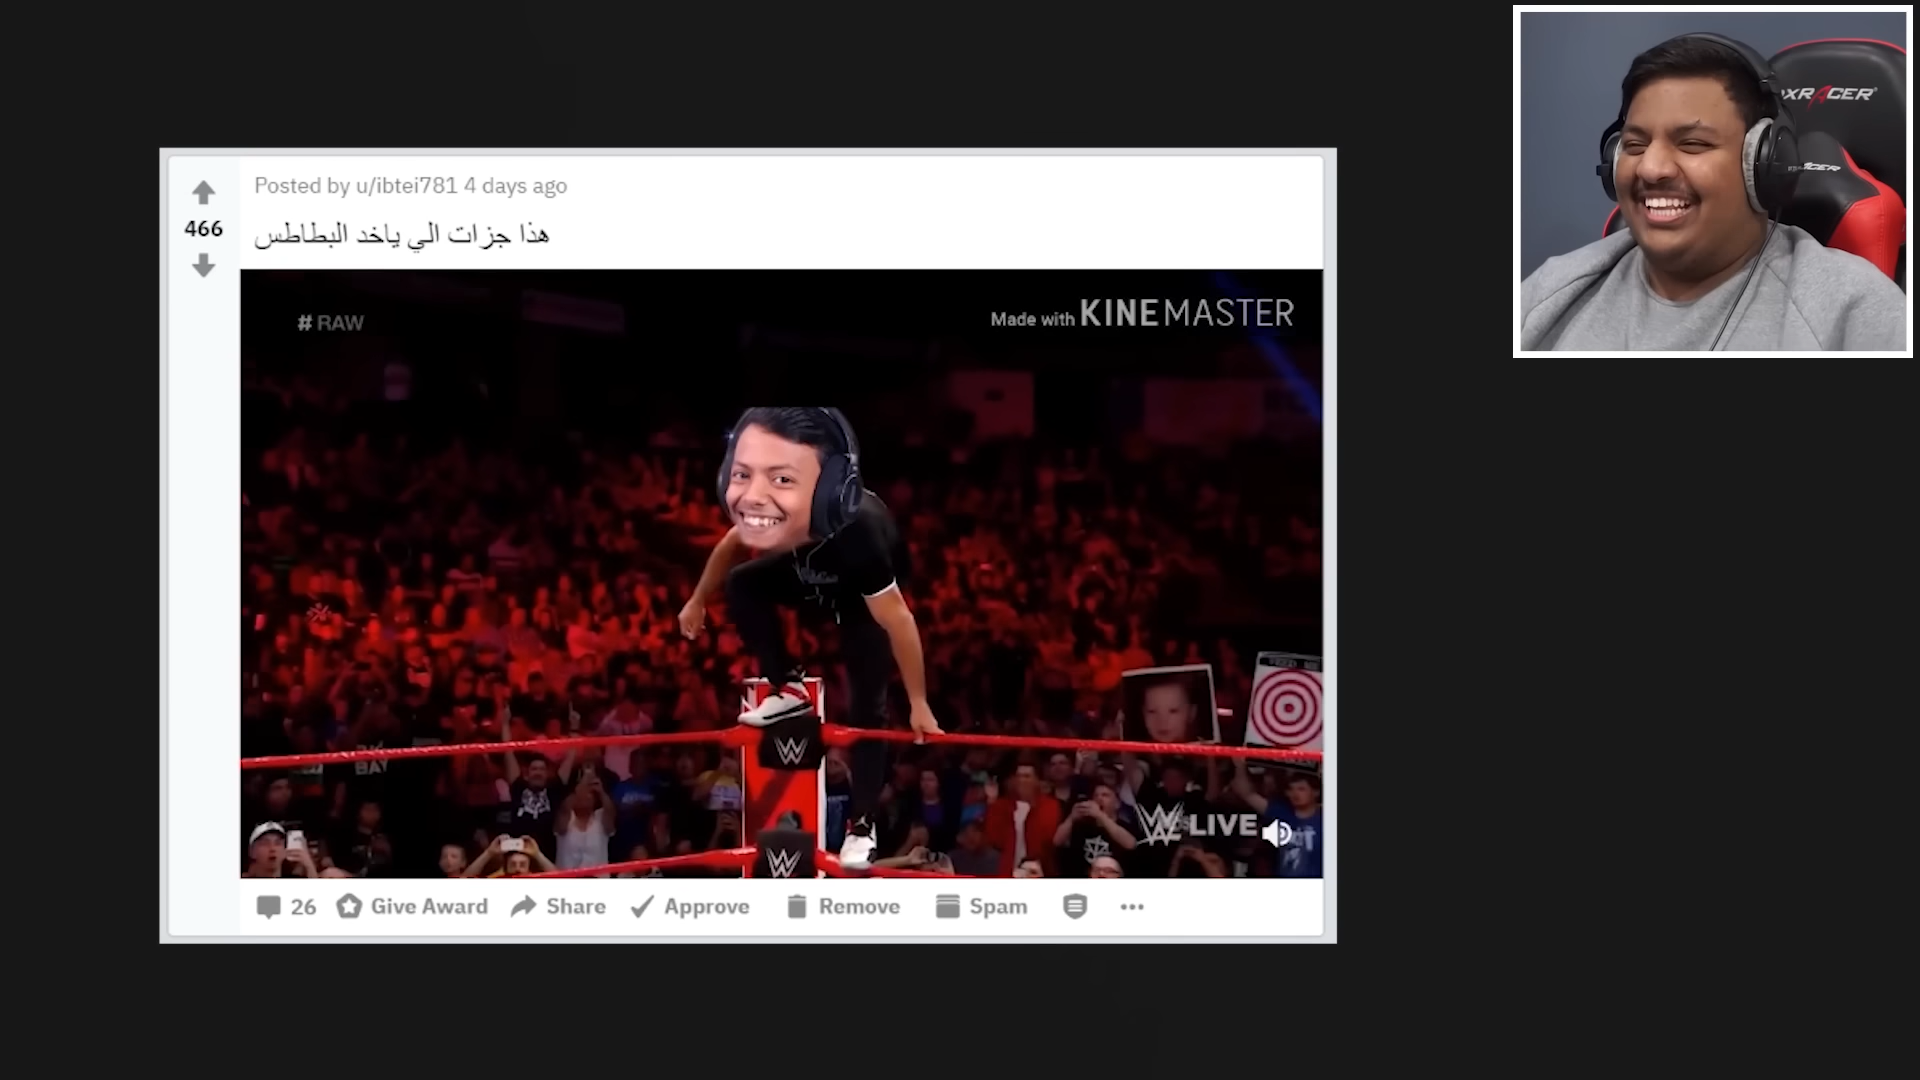 Posted by u/ibtei781 4 days ago
466
هذا جزات الي ياخد البطاطس
# RAW
Made with KINEMASTER
W
W
W LIVE
26
Give Award
Share
Approve
Remove
Spam